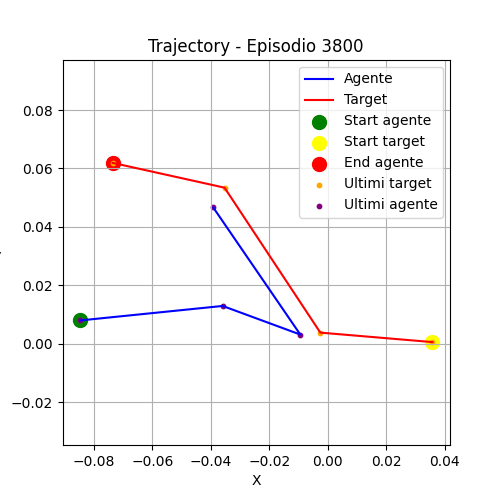 Trajectory - Episodio 3800
Agente
Target
Start agente
Start target
End agente
Ultimi target
Ultimi agente
0.08
0.06
0.04
0.02
0.00
−0.02
−0.08
−0.06
−0.04
−0.02
0.00
0.02
0.04
X